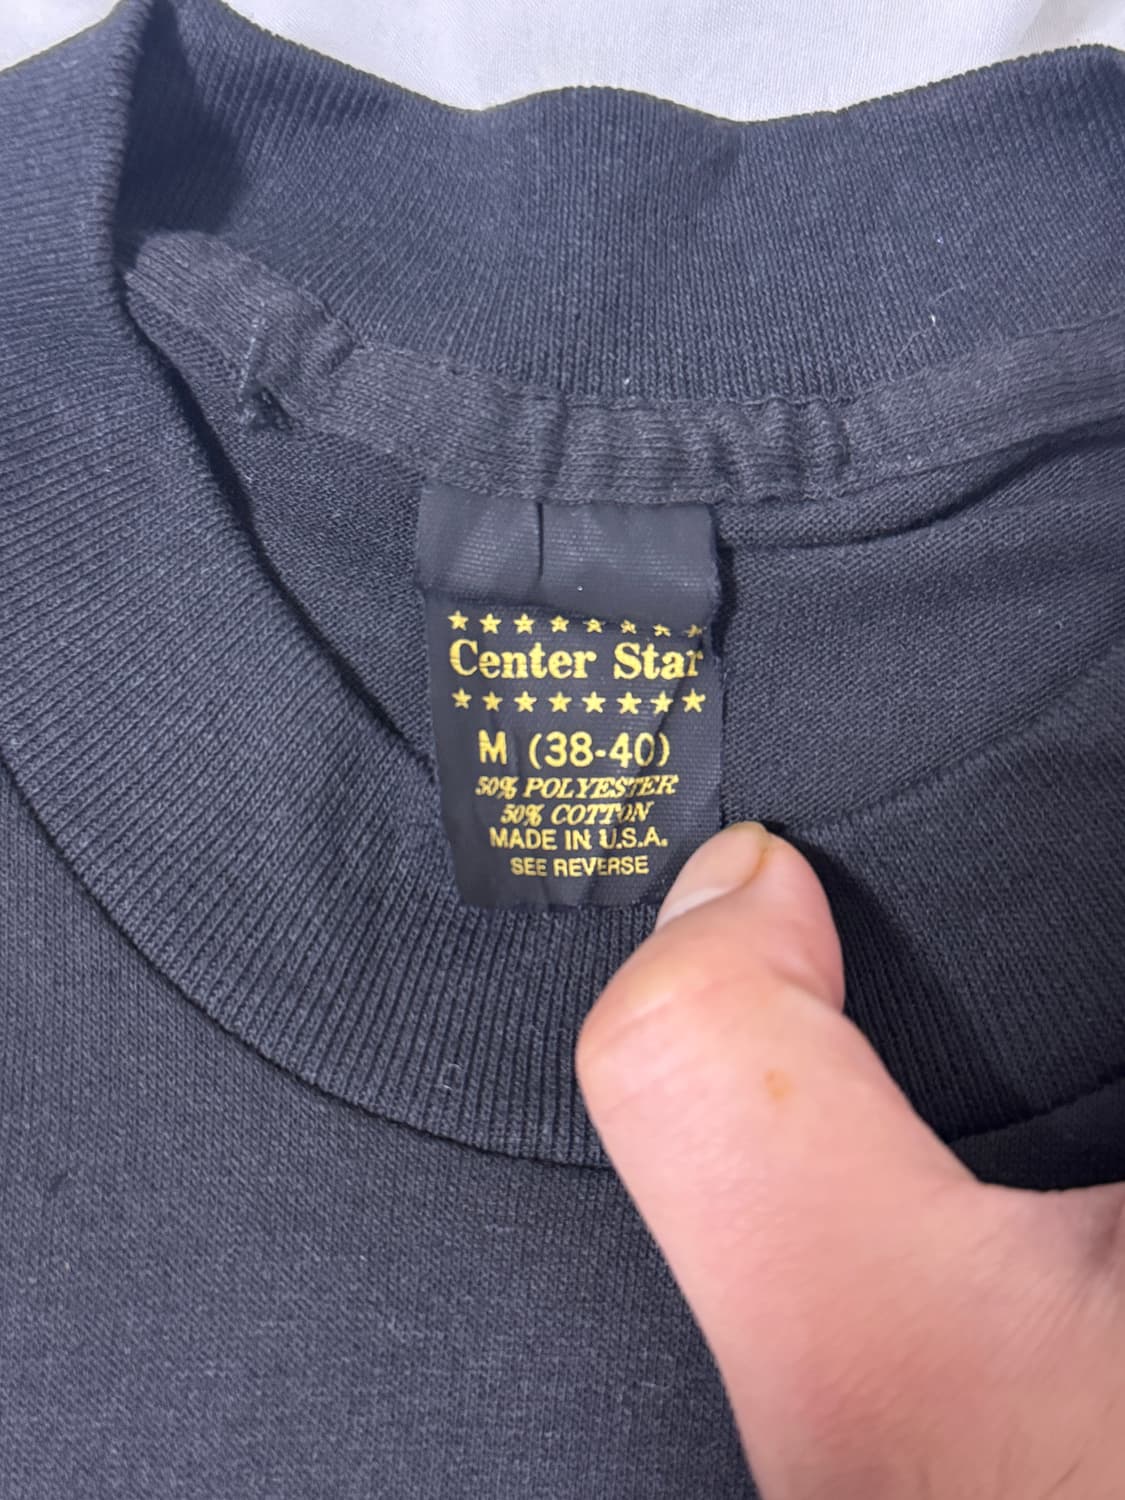 Center Star
M (38-40)
50% POLYESTER
50% COTTON
MADE IN U.S.A.
SEE REVERSE